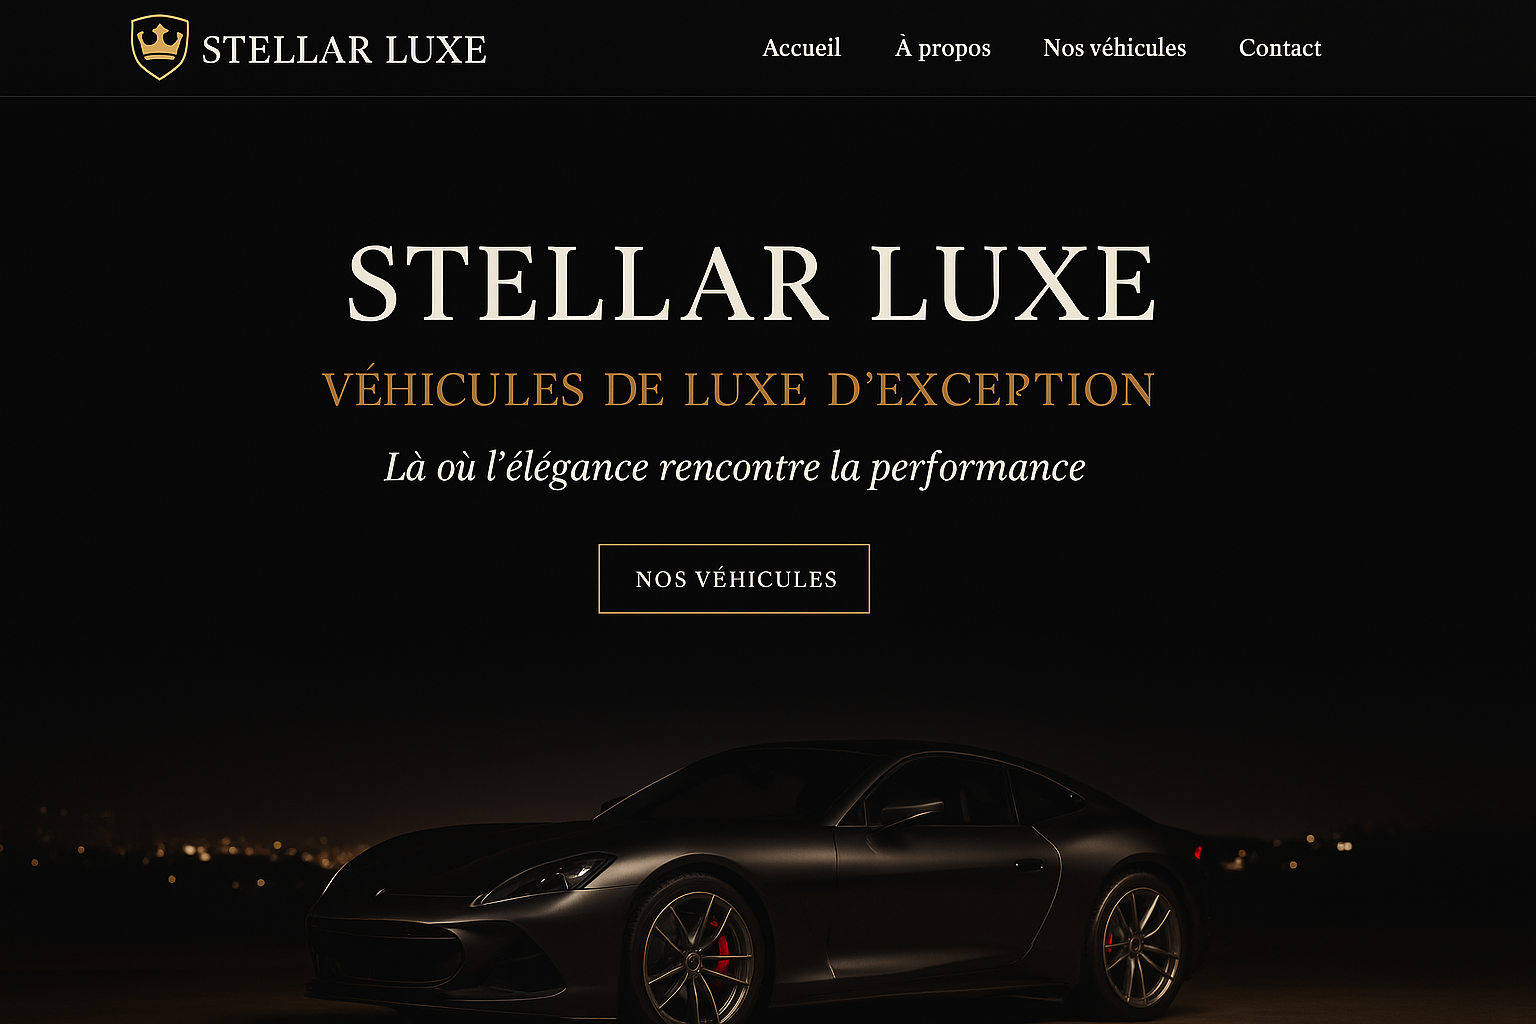 STELLAR LUXE
Accueil
À propos
Nos véhicules
Contact
STELLAR LUXE
VÉHICULES DE LUXE D’EXCEPTION
Là où l’élégance rencontre la performance
NOS VÉHICULES